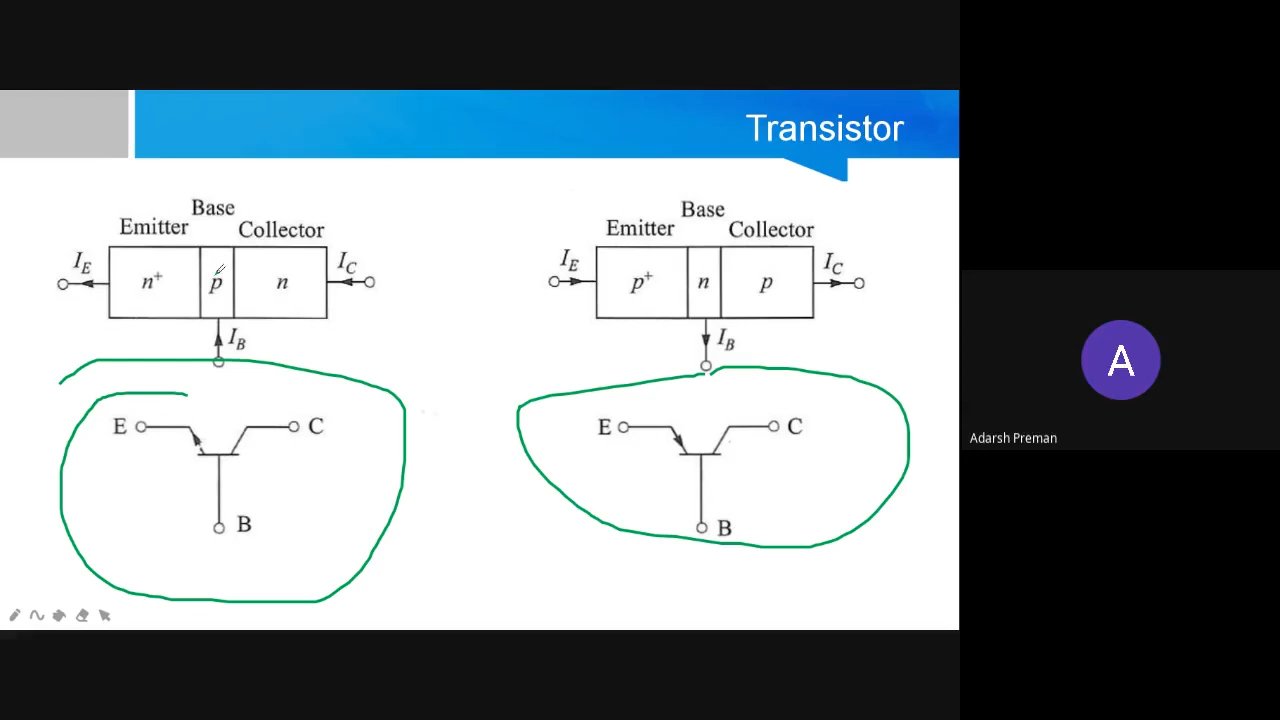 Transistor
Base
Emitter
Collector
I_E
n⁺
p
n
I_C
I_B
E
C
B
Base
Emitter
Collector
I_E
p⁺
n
p
I_C
I_B
E
C
B
A
Adarsh Preman